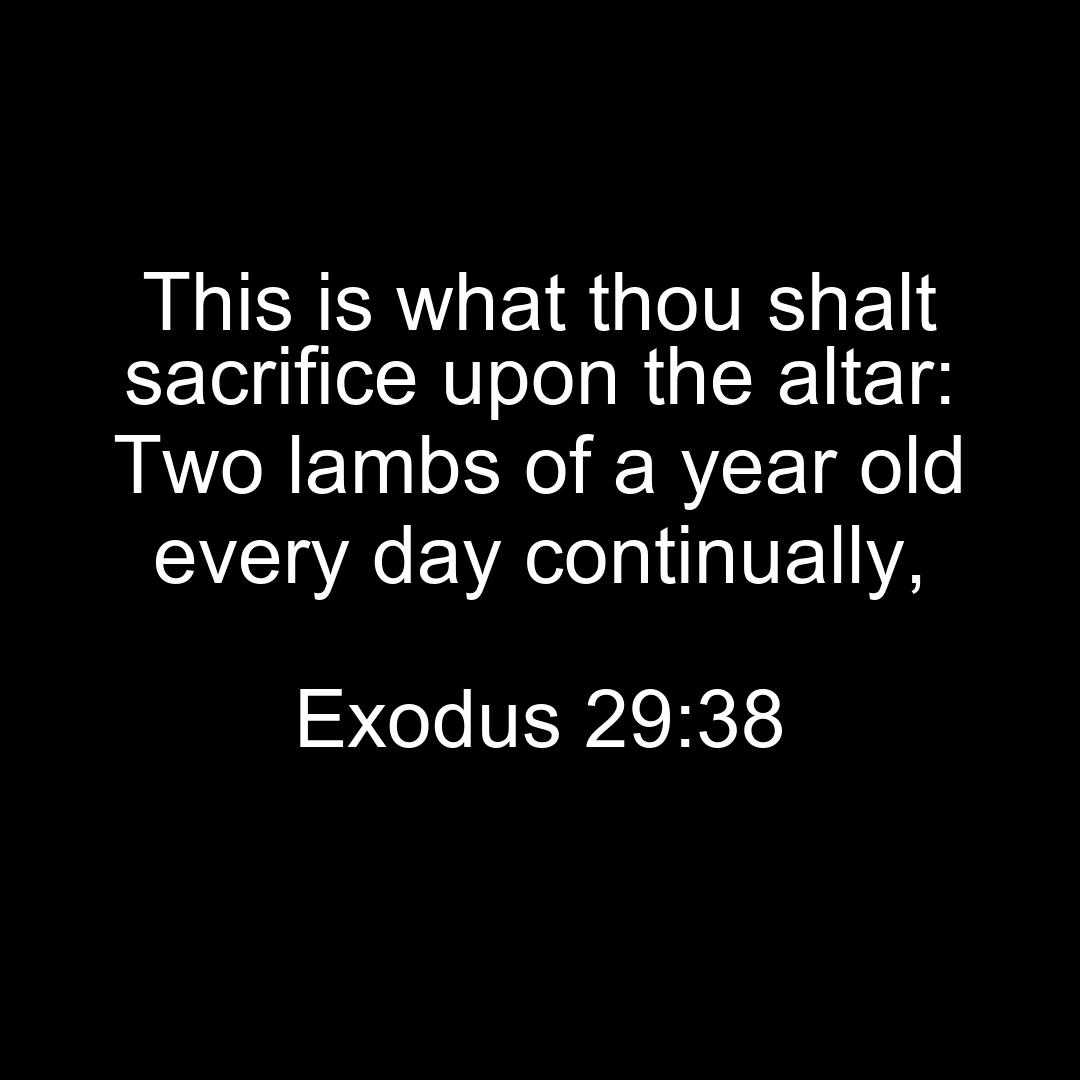 This is what thou shalt
sacrifice upon the altar:
Two lambs of a year old
every day continually,
Exodus 29:38